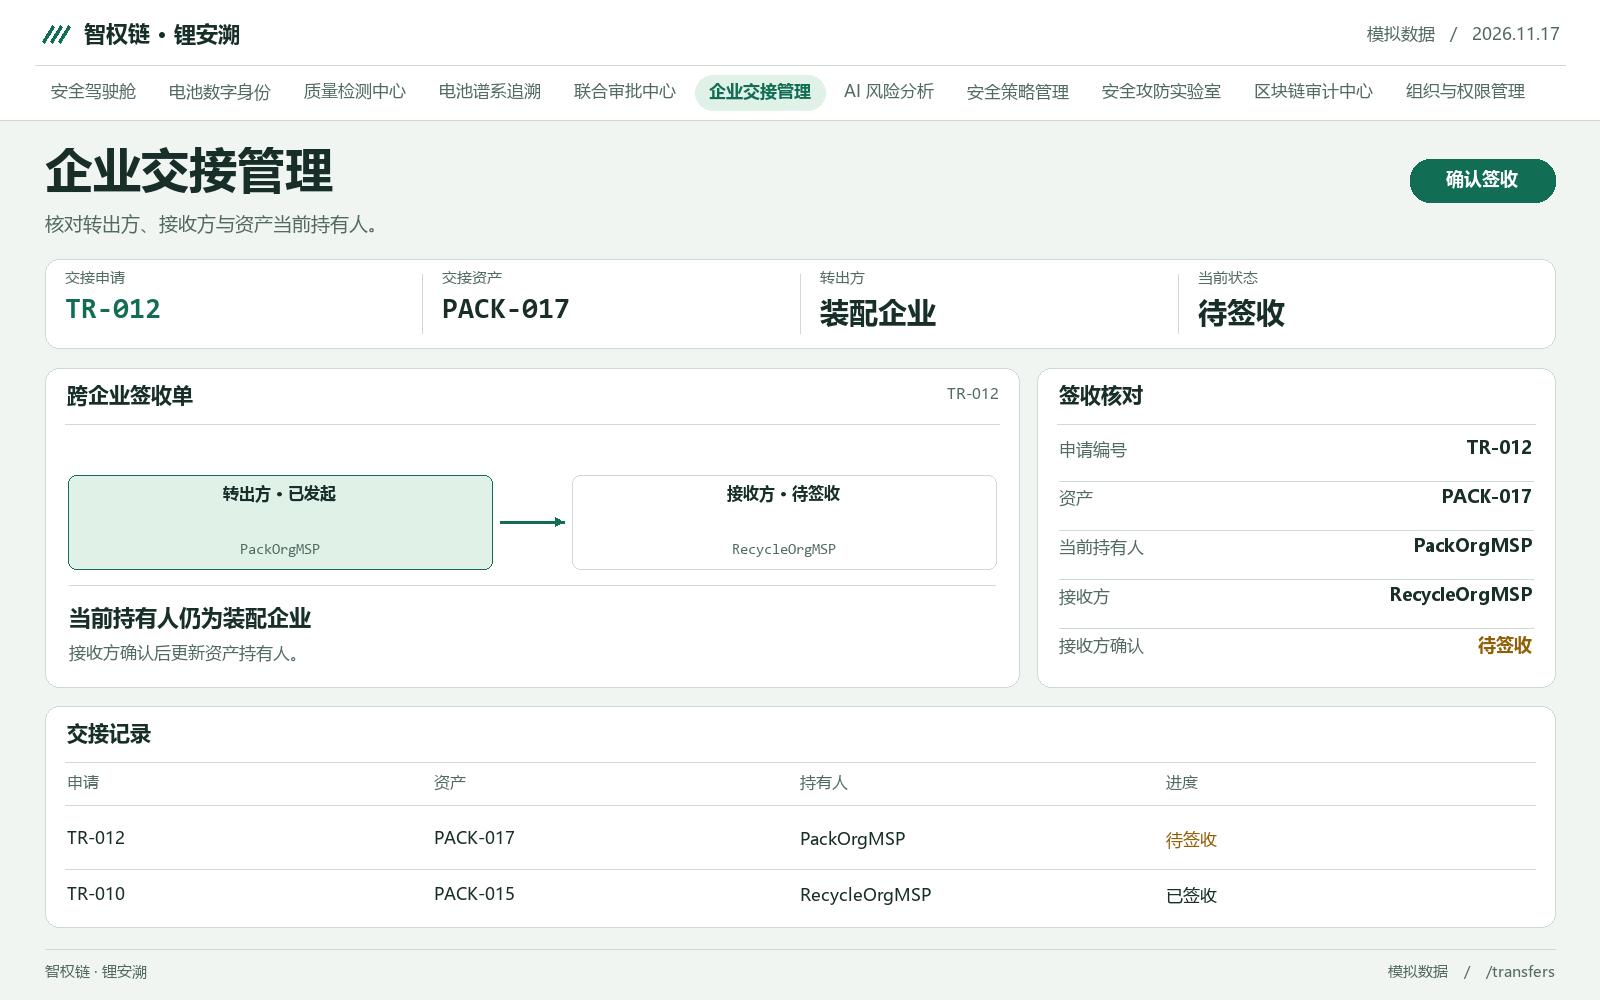 智权链 • 锂安溯
模拟数据 / 2026.11.17
安全驾驶舱 电池数字身份 质量检测中心 电池谱系追溯 联合审批中心 企业交接管理 AI 风险分析 安全策略管理 安全攻防实验室 区块链审计中心 组织与权限管理
企业交接管理
确认签收
核对转出方、接收方与资产当前持有人。
交接申请 交接资产 转出方 当前状态
TR-012 PACK-017 装配企业 待签收
跨企业签收单 TR-012
转出方 • 已发起 接收方 • 待签收
PackOrgMSP RecycleOrgMSP
当前持有人仍为装配企业
接收方确认后更新资产持有人。
签收核对
申请编号 TR-012
资产 PACK-017
当前持有人 PackOrgMSP
接收方 RecycleOrgMSP
接收方确认 待签收
交接记录
申请 资产 持有人 进度
TR-012 PACK-017 PackOrgMSP 待签收
TR-010 PACK-015 RecycleOrgMSP 已签收
智权链 · 锂安溯
模拟数据 / /transfers